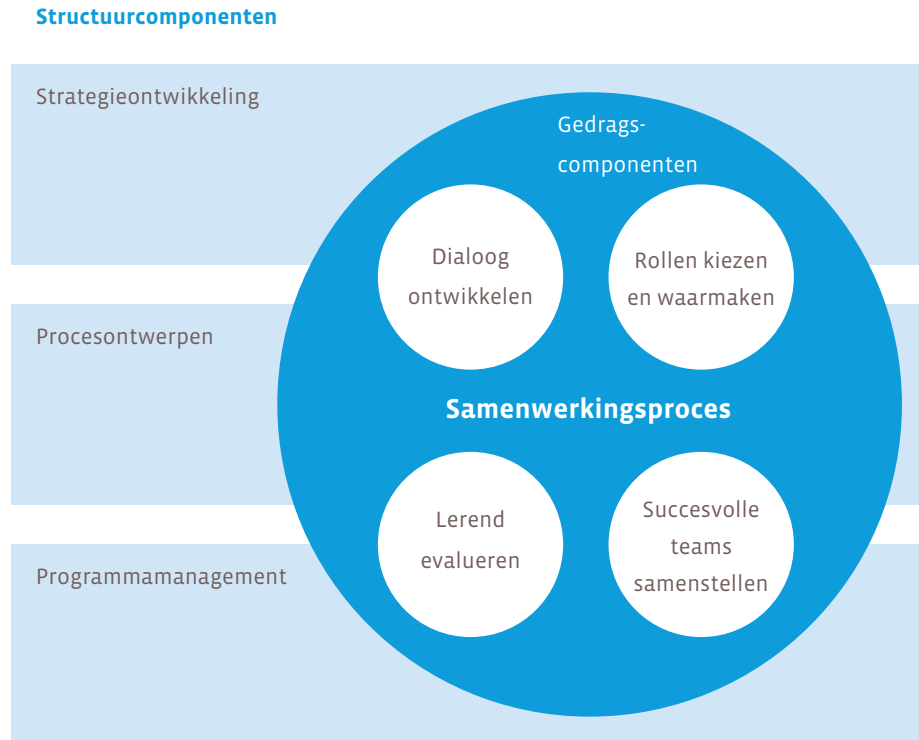 Structuurcomponenten
Strategieontwikkeling
Gedrags-
componenten
Dialoog
ontwikkelen
Rollen kiezen
en waarmaken
Procesontwerpen
Samenwerkingsproces
Lerend
evalueren
Succesvolle
teams
samenstellen
Programmamanagement